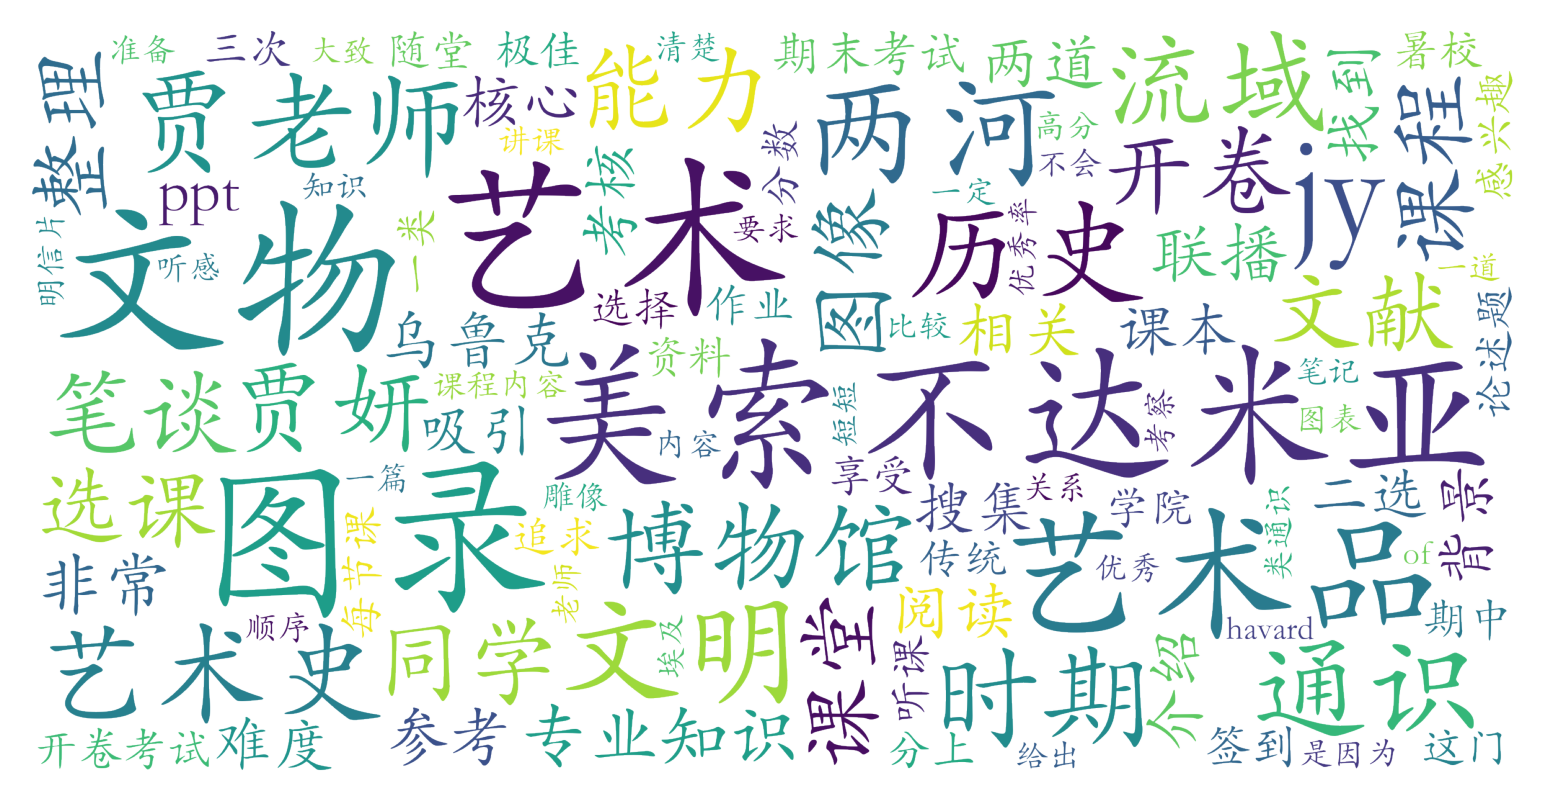 准备
三次
大致
随堂
极佳
清楚
期末考试
两道
流域
找到
暑校
整理
贾老师
核心
能力
两河
高分
课程
感兴趣
讲课
分数
不会
开卷
jy
ppt
知识
艺术
考核
图像
一定
历史
优秀率
联播
明信片
文物
听感
一类
要求
选择
作业
比较
相关
课本
文献
一道
论述题
乌鲁克
资料
笔谈
贾妍
课程内容
吸引
美索不达米亚
内容
短短
考察
笔记
图表
选课
图录
一篇
雕像
享受
搜集
关系
学院
二选
背景
非常
每节课
追求
老师
博物馆
传统
艺术品
优秀
类通识
of
期中
艺术史
顺序
同学
文明
埃及
课堂
阅读
听课
havard
时期
介绍
通识
开卷考试
难度
参考
专业知识
分上
给出
签到
是因为
这门